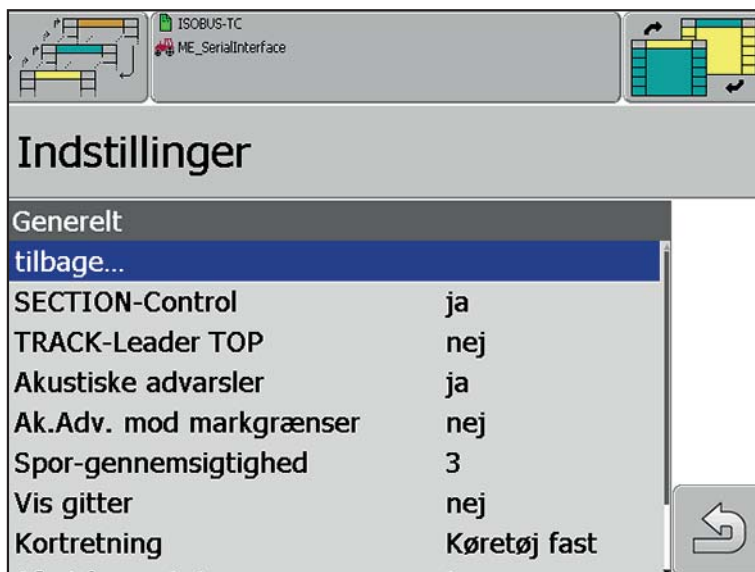 ISOBUS-TC
ME_SerialInterface
Indstillinger
Generelt
tilbage...
SECTION-Control ja
TRACK-Leader TOP nej
Akustiske advarsler ja
Ak.Adv. mod markgrænser nej
Spor-gennemsigtighed 3
Vis gitter nej
Kortretning Køretøj fast